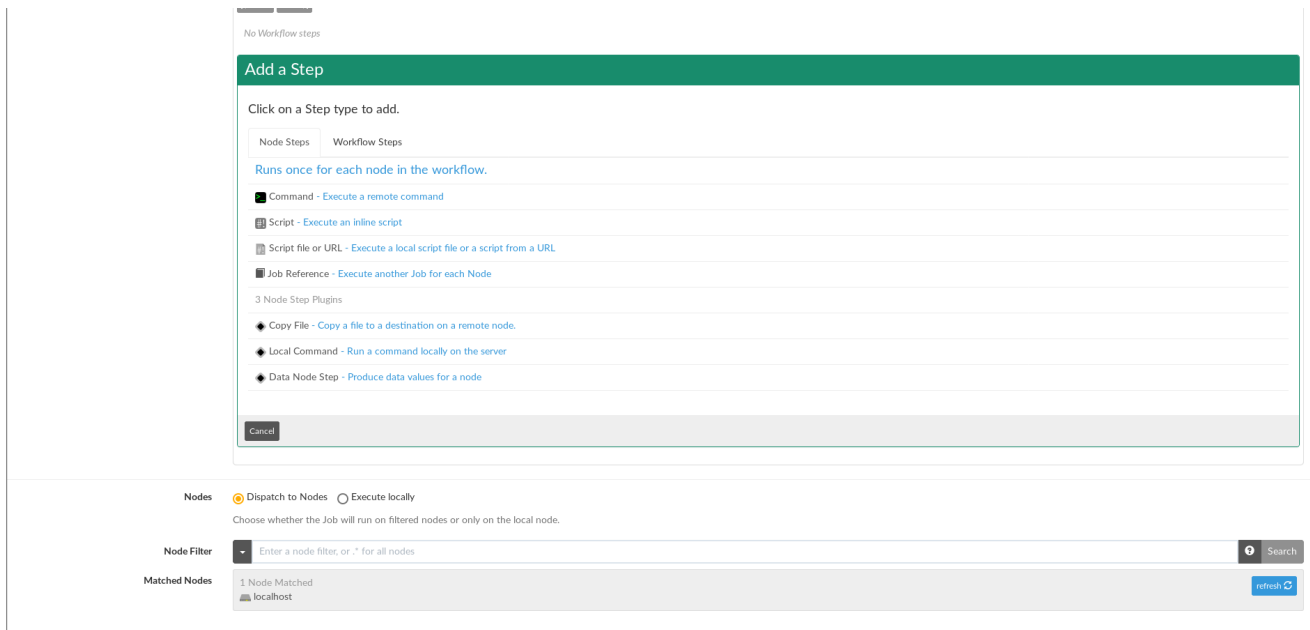 No Workflow steps
Add a Step
Click on a Step type to add.
Node Steps Workflow Steps
Runs once for each node in the workflow.
Command - Execute a remote command
Script - Execute an inline script
Script file or URL - Execute a local script file or a script from a URL
Job Reference - Execute another Job for each Node
3 Node Step Plugins
Copy File - Copy a file to a destination on a remote node.
Local Command - Run a command locally on the server
Data Node Step - Produce data values for a node
Cancel
Nodes Dispatch to Nodes Execute locally
Choose whether the Job will run on filtered nodes or only on the local node.
Node Filter Enter a node filter, or .* for all nodes Search
Matched Nodes 1 Node Matched refresh
localhost